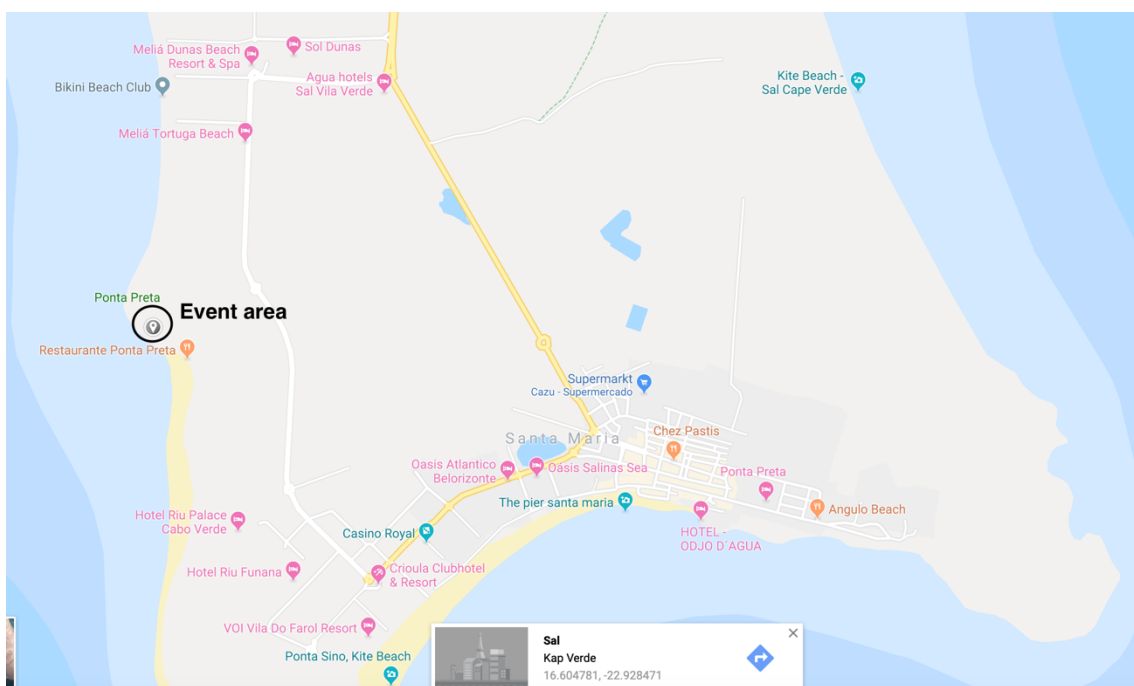 Meliá Dunas Beach
Resort & Spa
Sol Dunas
Agua hotels
Sal Vila Verde
Kite Beach -
Sal Cape Verde
Bikini Beach Club
Meliá Tortuga Beach
Ponta Preta
Event area
Restaurante Ponta Preta
Supermarkt
Cazu - Supermercado
Santa Maria
Chez Pastis
Oasis Atlantico
Belorizonte
Oásis Salinas Sea
Ponta Preta
The pier santa maria
Angulo Beach
Hotel Riu Palace
Cabo Verde
Casino Royal
HOTEL -
ODJO D´AGUA
Hotel Riu Funana
Crioula Clubhotel
& Resort
VOI Vila Do Farol Resort
Ponta Sino, Kite Beach
Sal
Kap Verde
16.604781, -22.928471